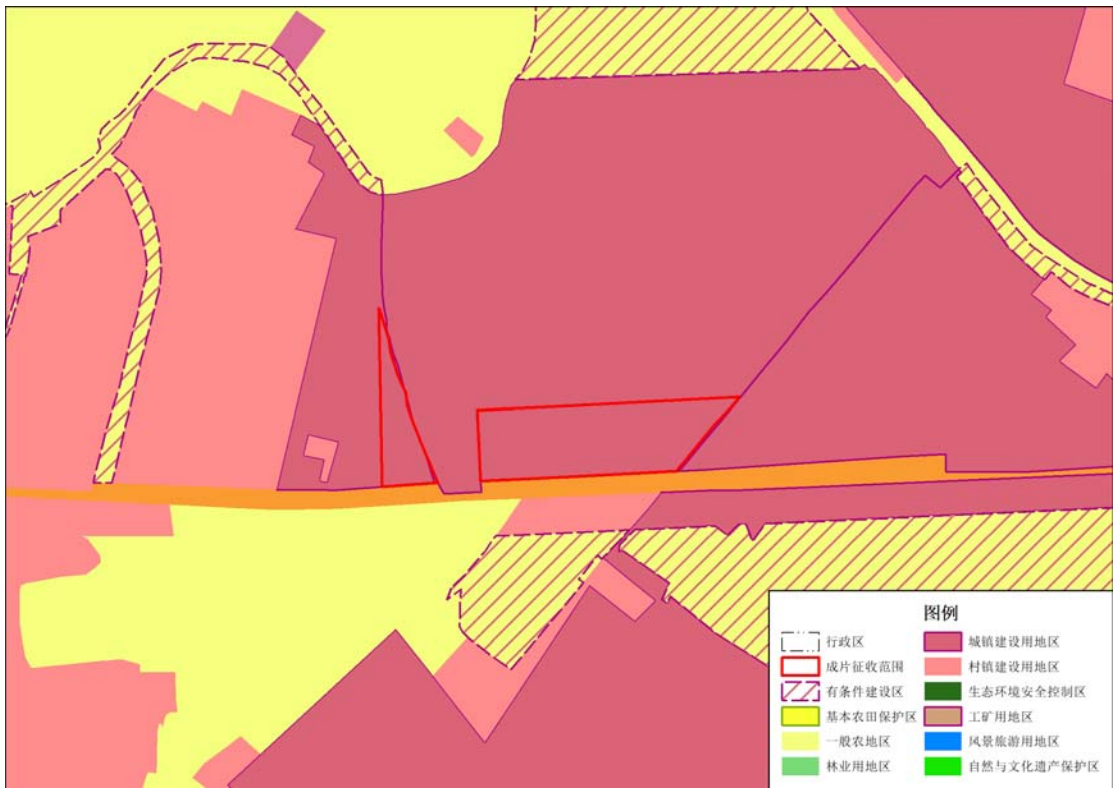 图例
行政区
成片征收范围
有条件建设区
基本农田保护区
一般农地区
林业用地区
城镇建设用地区
村镇建设用地区
生态环境安全控制区
工矿用地区
风景旅游用地区
自然与文化遗产保护区